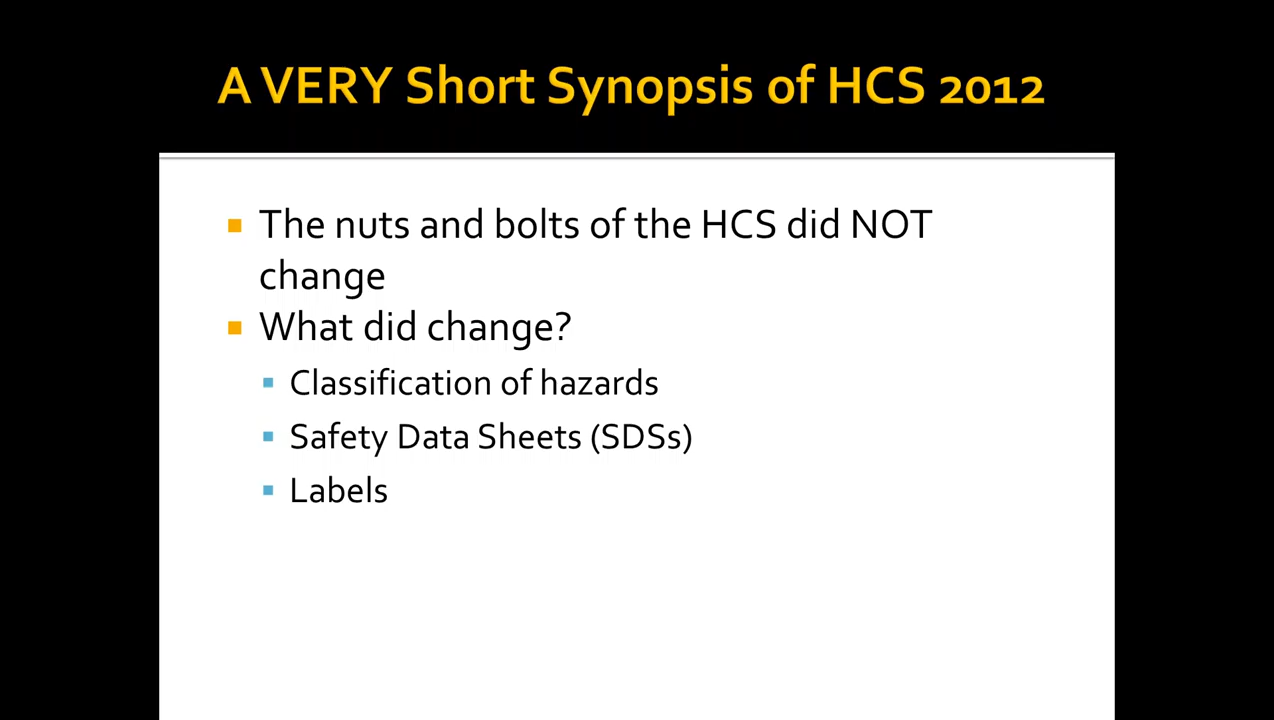 A VERY Short Synopsis of HCS 2012
The nuts and bolts of the HCS did NOT
change
What did change?
Classification of hazards
Safety Data Sheets (SDSs)
Labels